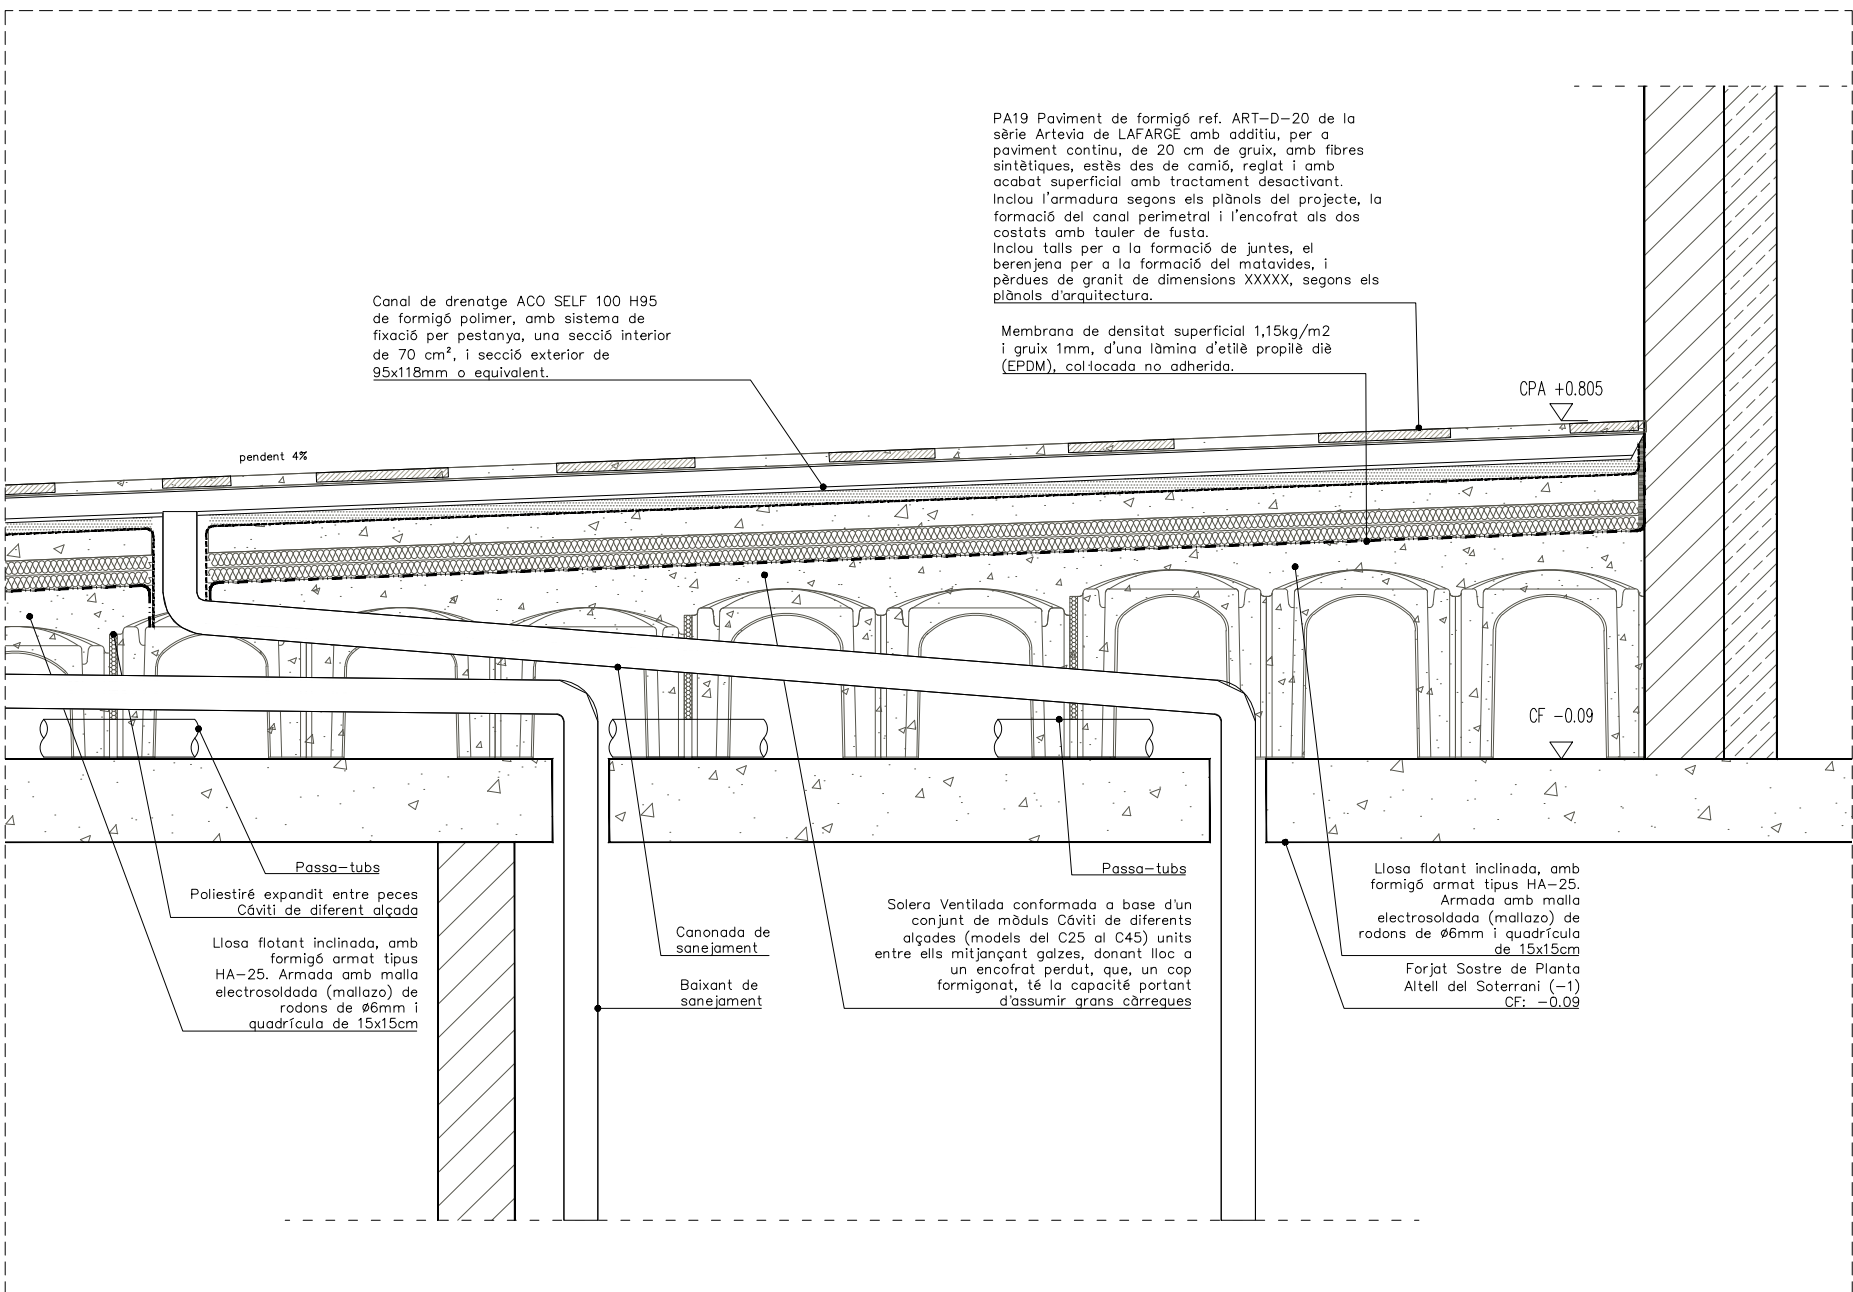 PA19 Paviment de formigó ref. ART-D-20 de la
sèrie Artevia de LAFARGE amb additiu, per a
paviment continu, de 20 cm de gruix, amb fibres
sintètiques, estès des de camió, reglat i amb
acabat superficial amb tractament desactivant.
Inclou l'armadura segons els plànols del projecte, la
formació del canal perimetral i l'encofrat als dos
costats amb tauler de fusta.
Inclou talls per a la formació de juntes, el
berenjena per a la formació del matavides, i
pèrdues de granit de dimensions XXXXX, segons els
plànols d'arquitectura.
Canal de drenatge ACO SELF 100 H95
de formigó polimer, amb sistema de
fixació per pestanya, una secció interior
de 70 cm², i secció exterior de
95x118mm o equivalent.
Membrana de densitat superficial 1,15kg/m2
i gruix 1mm, d'una làmina d'etilè propilè diè
(EPDM), col·locada no adherida.
CPA +0.805
pendent 4%
CF -0.09
Passa-tubs
Poliestiré expandit entre peces
Cáviti de diferent alçada
Llosa flotant inclinada, amb
formigó armat tipus
HA-25. Armada amb malla
electrosoldada (mallazo) de
rodons de ø6mm i
quadrícula de 15x15cm
Canonada de
sanejament
Baixant de
sanejament
Passa-tubs
Solera Ventilada conformada a base d'un
conjunt de mòduls Cáviti de diferents
alçades (models del C25 al C45) units
entre ells mitjançant galzes, donant lloc a
un encofrat perdut, que, un cop
formigonat, té la capacité portant
d'assumir grans càrregues
Llosa flotant inclinada, amb
formigó armat tipus HA-25.
Armada amb malla
electrosoldada (mallazo) de
rodons de ø6mm i quadrícula
de 15x15cm
Forjat Sostre de Planta
Altell del Soterrani (-1)
CF: -0.09